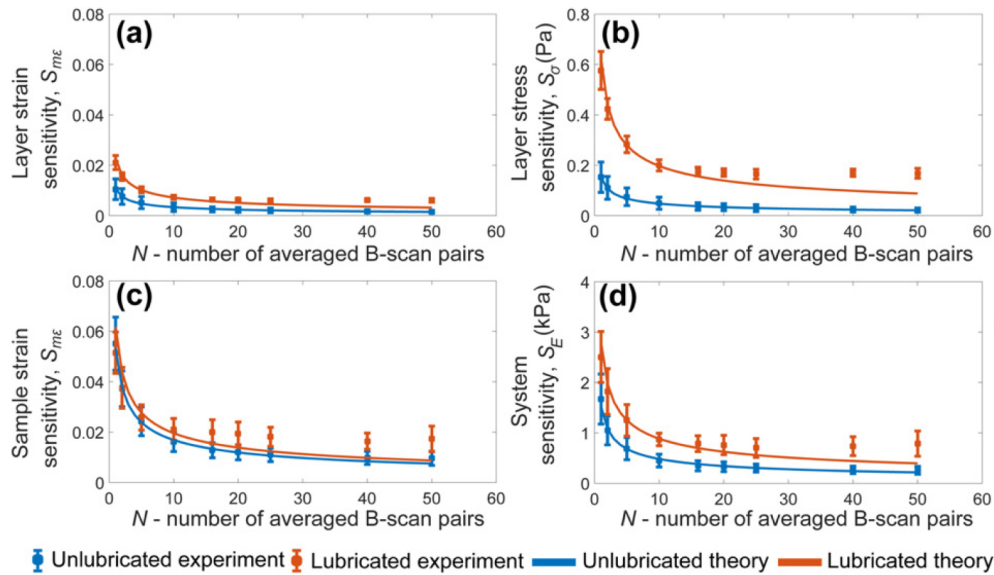 (a)
Layer strain
sensitivity, Smε
0.08
0.06
0.04
0.02
0
0 10 20 30 40 50 60
N - number of averaged B-scan pairs
(b)
Layer stress
sensitivity, Sσ(Pa)
0.8
0.6
0.4
0.2
0
0 10 20 30 40 50 60
N - number of averaged B-scan pairs
(c)
Sample strain
sensitivity, Smε
0.08
0.06
0.04
0.02
0
0 10 20 30 40 50 60
N - number of averaged B-scan pairs
(d)
System
sensitivity, SE(kPa)
4
3
2
1
0
0 10 20 30 40 50 60
N - number of averaged B-scan pairs
Unlubricated experiment Lubricated experiment Unlubricated theory Lubricated theory